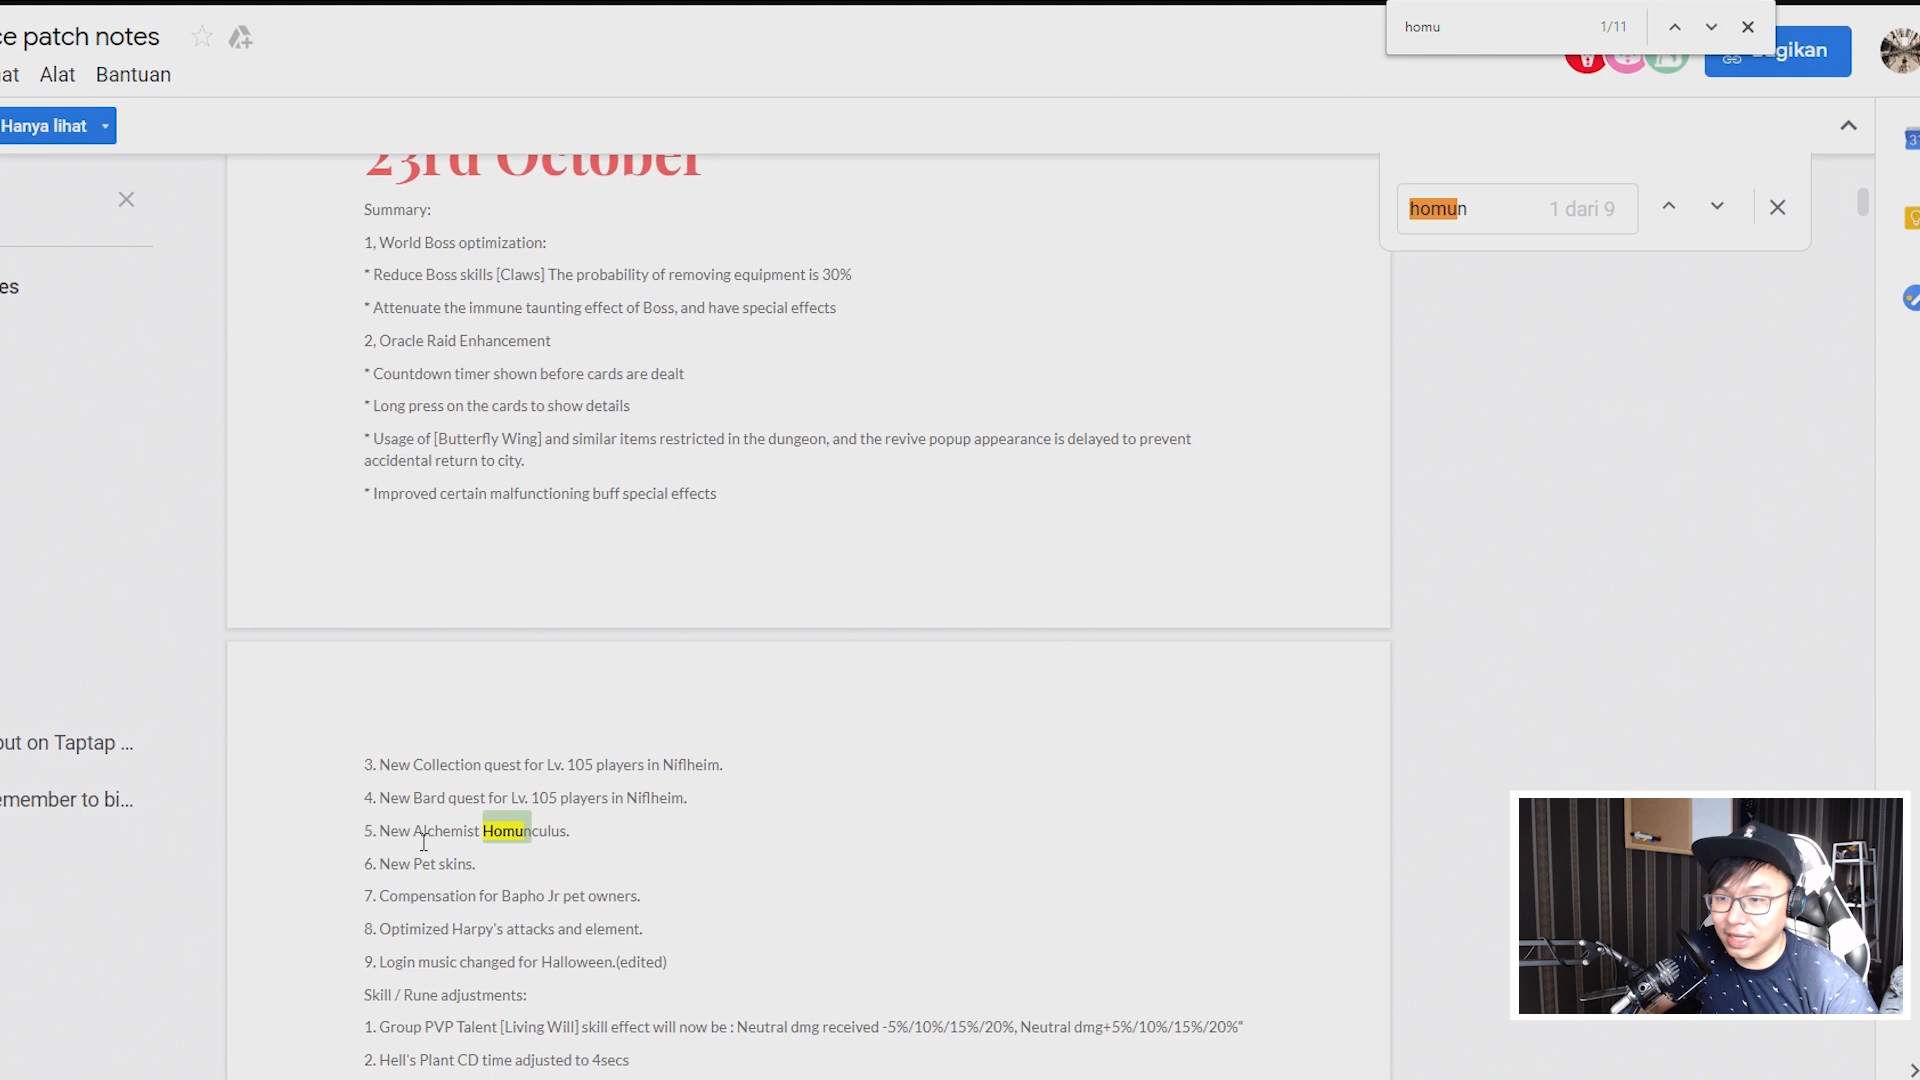 ce patch notes
homu
1/11
agikan
at Alat Bantuan
Hanya lihat
homun
1 dari 9
es
out on Taptap ...
emember to bi...
23rd October
Summary:
1, World Boss optimization:
* Reduce Boss skills [Claws] The probability of removing equipment is 30%
* Attenuate the immune taunting effect of Boss, and have special effects
2, Oracle Raid Enhancement
* Countdown timer shown before cards are dealt
* Long press on the cards to show details
* Usage of [Butterfly Wing] and similar items restricted in the dungeon, and the revive popup appearance is delayed to prevent
accidental return to city.
* Improved certain malfunctioning buff special effects
3. New Collection quest for Lv. 105 players in Niflheim.
4. New Bard quest for Lv. 105 players in Niflheim.
5. New Alchemist Homunculus.
6. New Pet skins.
7. Compensation for Bapho Jr pet owners.
8. Optimized Harpy's attacks and element.
9. Login music changed for Halloween.(edited)
Skill / Rune adjustments:
1. Group PVP Talent [Living Will] skill effect will now be : Neutral dmg received -5%/10%/15%/20%, Neutral dmg+5%/10%/15%/20%"
2. Hell's Plant CD time adjusted to 4secs